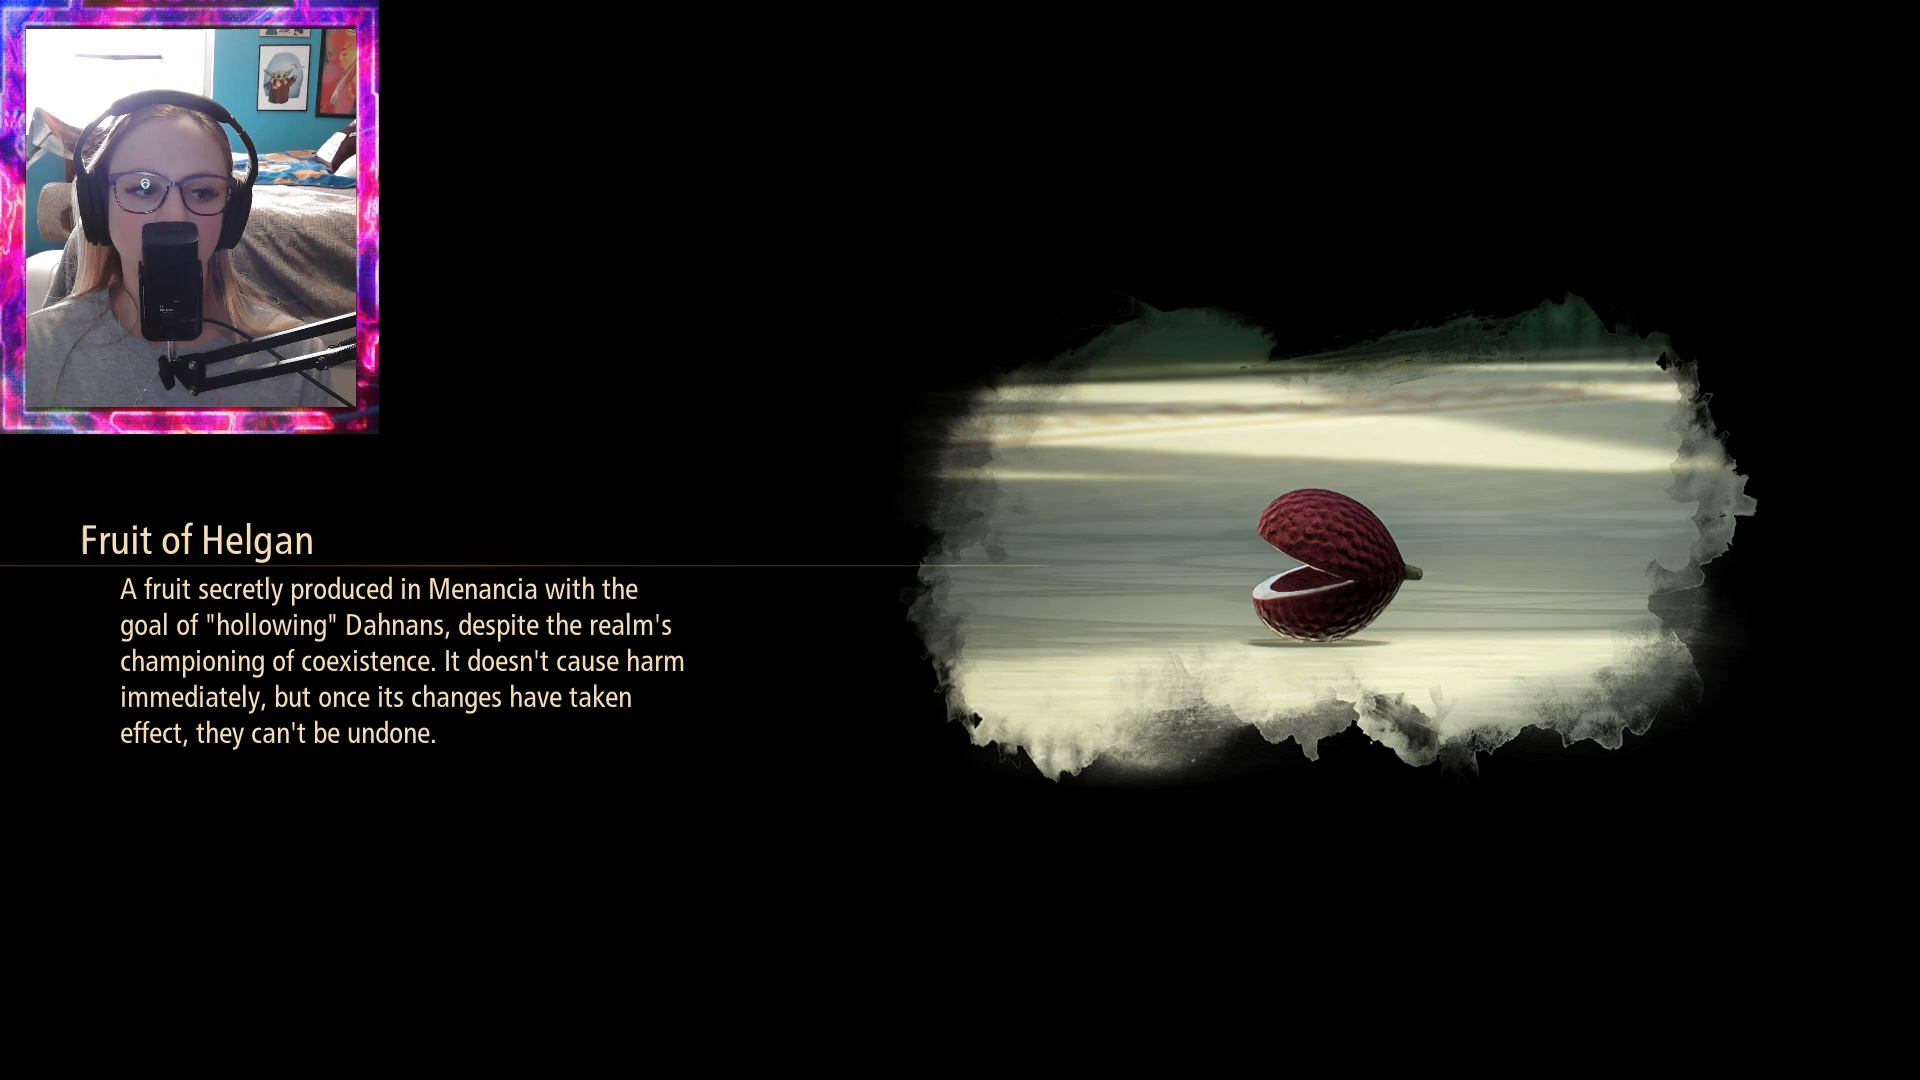 Fruit of Helgan
A fruit secretly produced in Menancia with the
goal of "hollowing" Dahnans, despite the realm's
championing of coexistence. It doesn't cause harm
immediately, but once its changes have taken
effect, they can't be undone.